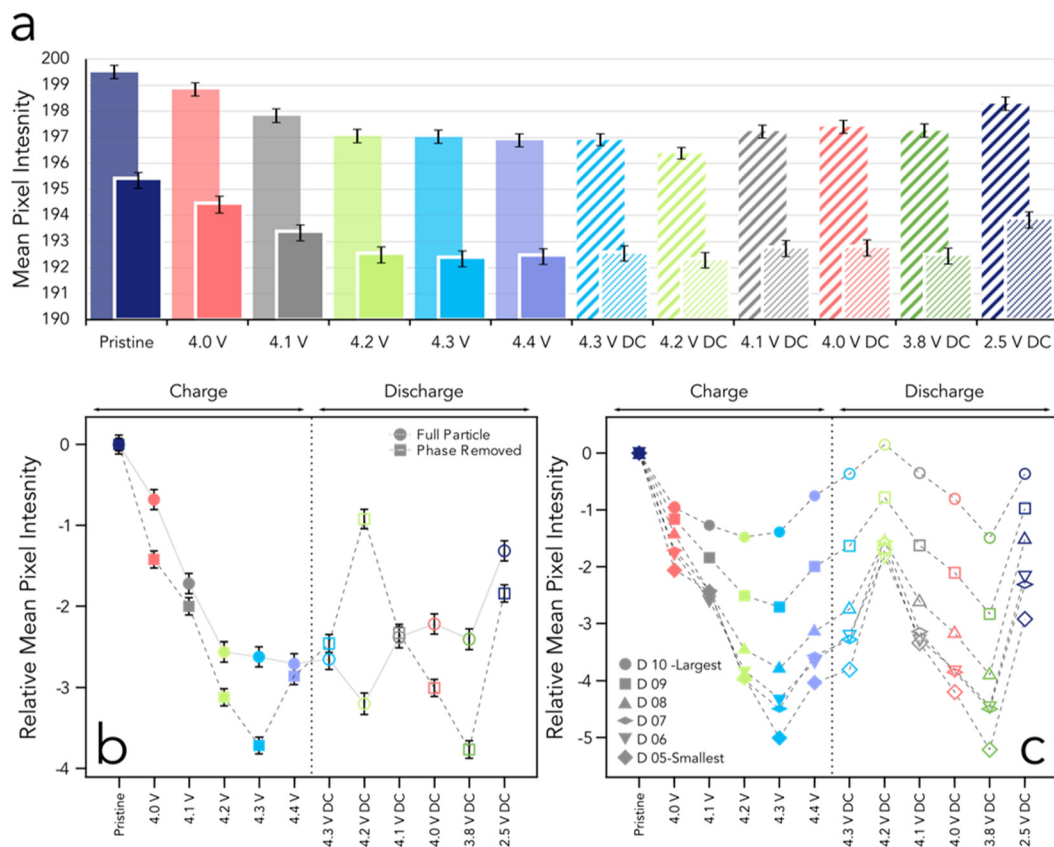 a
200
199
198
197
196
195
194
193
192
191
190
Mean Pixel Intesnity
Pristine 4.0 V 4.1 V 4.2 V 4.3 V 4.4 V 4.3 V DC 4.2 V DC 4.1 V DC 4.0 V DC 3.8 V DC 2.5 V DC
Charge Discharge
Full Particle
Phase Removed
0
-1
-2
-3
-4
Relative Mean Pixel Intesnity
b
Pristine
4.0 V
4.1 V
4.2 V
4.3 V
4.4 V
4.3 V DC
4.2 V DC
4.1 V DC
4.0 V DC
3.8 V DC
2.5 V DC
Charge Discharge
0
-1
-2
-3
-4
-5
Relative Mean Pixel Intesnity
D 10 -Largest
D 09
D 08
D 07
D 06
D 05-Smallest
c
Pristine
4.0 V
4.1 V
4.2 V
4.3 V
4.4 V
4.3 V DC
4.2 V DC
4.1 V DC
4.0 V DC
3.8 V DC
2.5 V DC